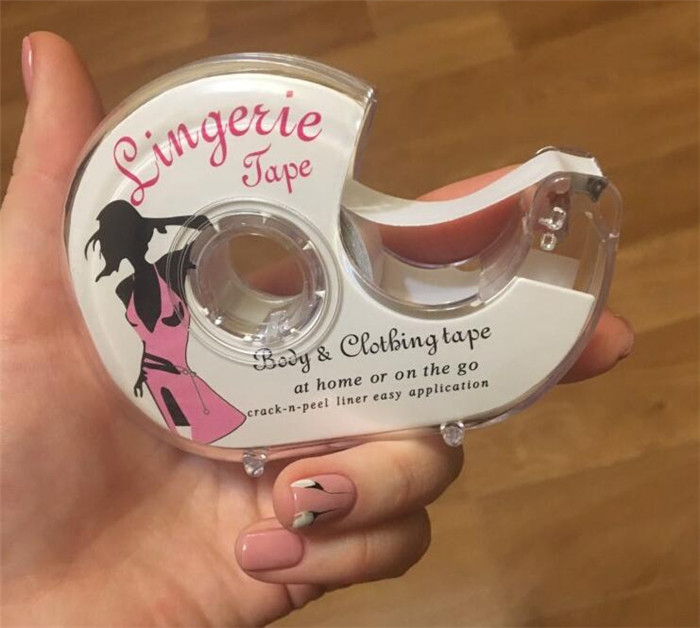 Lingerie
Tape
Body & Clothing tape
at home or on the go
crack-n-peel liner easy application